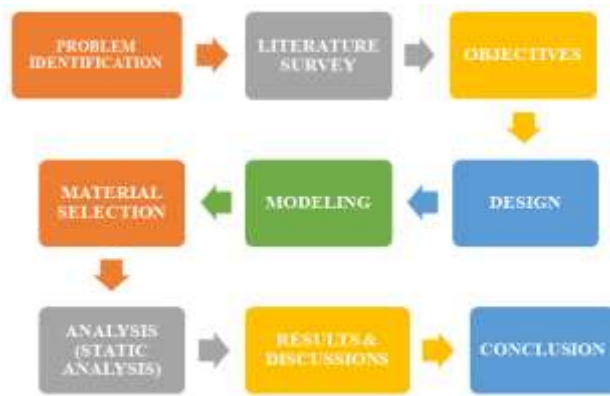 PROBLEM
IDENTIFICATION
LITERATURE
SURVEY
OBJECTIVES
DESIGN
MODELING
MATERIAL
SELECTION
ANALYSIS
(STATIC
ANALYSIS)
RESULTS&
DISCUSSIONS
CONCLUSION